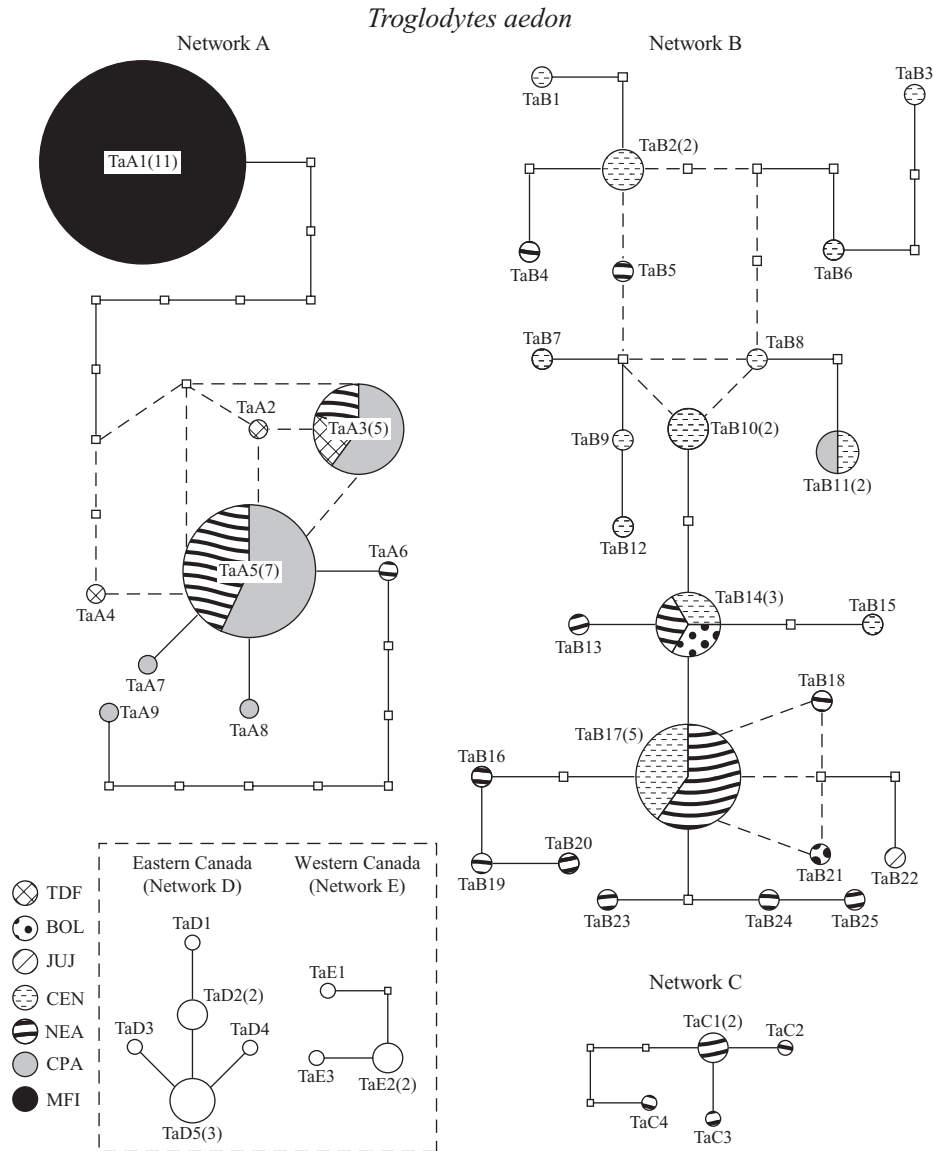 Troglodytes aedon
Network A
Network B
TaA1(11)
TaA2
TaA3(5)
TaA4
TaA5(7)
TaA6
TaA7
TaA8
TaA9
TaB1
TaB2(2)
TaB3
TaB4
TaB5
TaB6
TaB7
TaB8
TaB9
TaB10(2)
TaB11(2)
TaB12
TaB13
TaB14(3)
TaB15
TaB16
TaB17(5)
TaB18
TaB19
TaB20
TaB21
TaB22
TaB23
TaB24
TaB25
TDF
BOL
JUJ
CEN
NEA
CPA
MFI
Eastern Canada
(Network D)
TaD1
TaD2(2)
TaD3
TaD4
TaD5(3)
Western Canada
(Network E)
TaE1
TaE3
TaE2(2)
Network C
TaC1(2)
TaC2
TaC4
TaC3